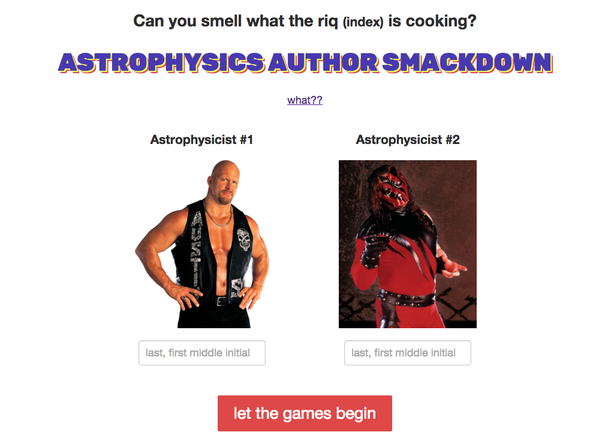 Can you smell what the riq (index) is cooking?
ASTROPHYSICS AUTHOR SMACKDOWN
what??
Astrophysicist #1 Astrophysicist #2
last, first middle initial last, first middle initial
let the games begin